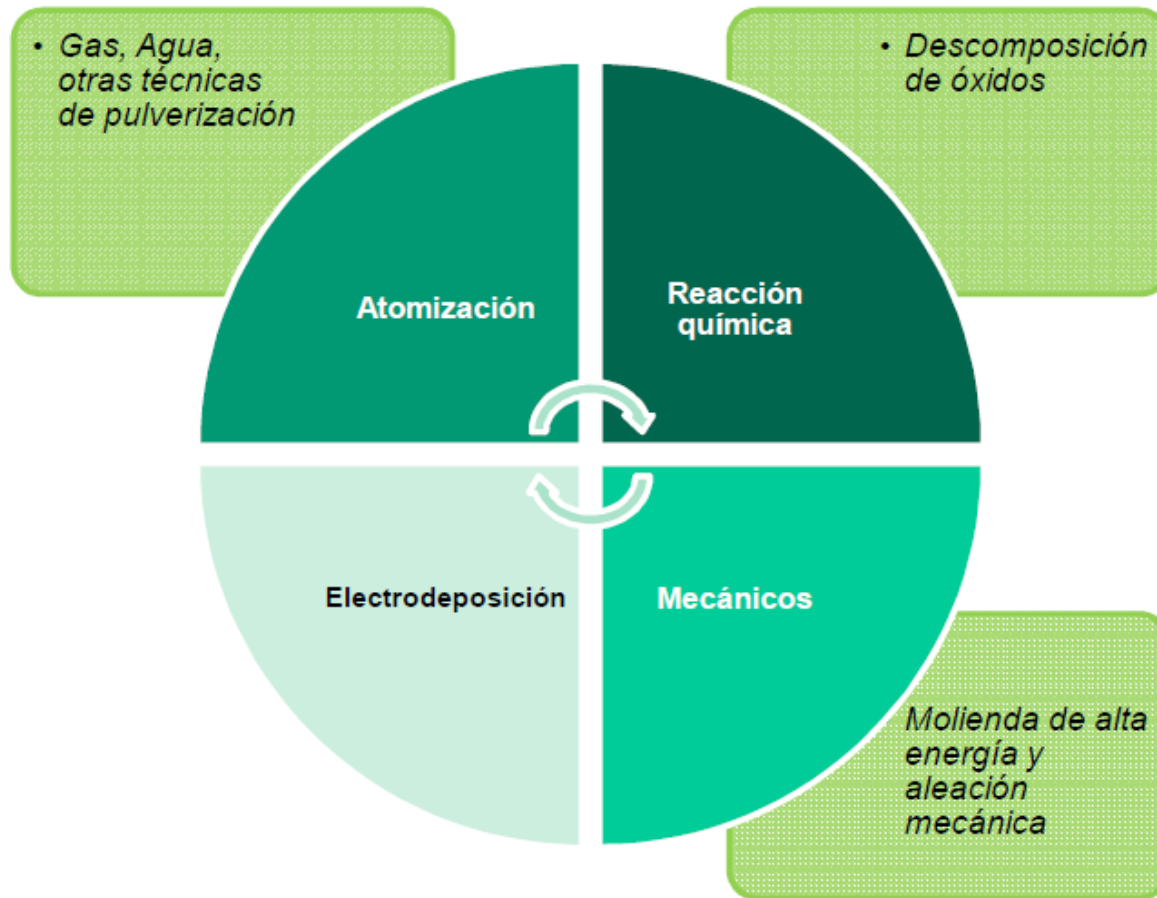 • Gas, Agua,
otras técnicas
de pulverización
• Descomposición
de óxidos
Atomización
Reacción
química
Electrodeposición
Mecánicos
Molienda de alta
energía y
aleación
mecánica